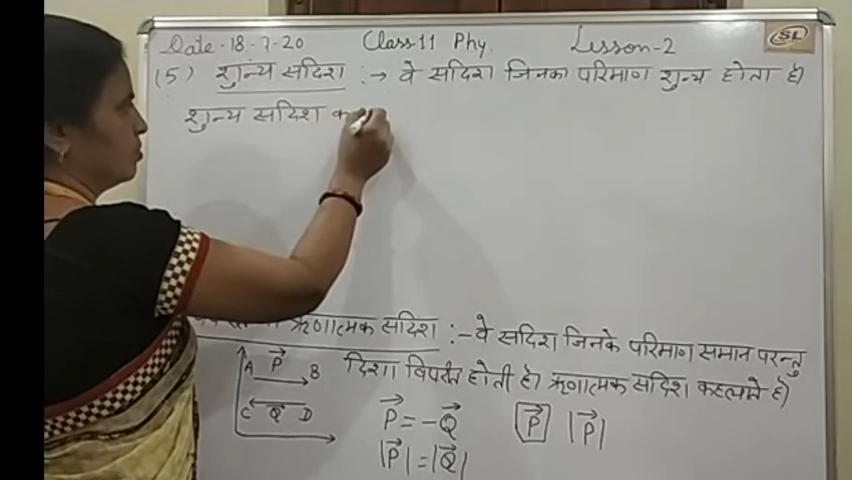 Date - 18-7-20 Class 11 Phy. Lesson-2 SL
(5) शुन्य सदिश :→ वे सदिश जिनका परिमाण शुन्य होता है।
शुन्य सदिश क
ऋणात्मक सदिश :- वे सदिश जिनके परिमाण समान परन्तु
दिशा विपरीत होती है। ऋणात्मक सदिश कहलाते है।
A P⃗ B
C Q D
P⃗ = -Q⃗ P⃗ |P⃗|
|P⃗| = |Q⃗|